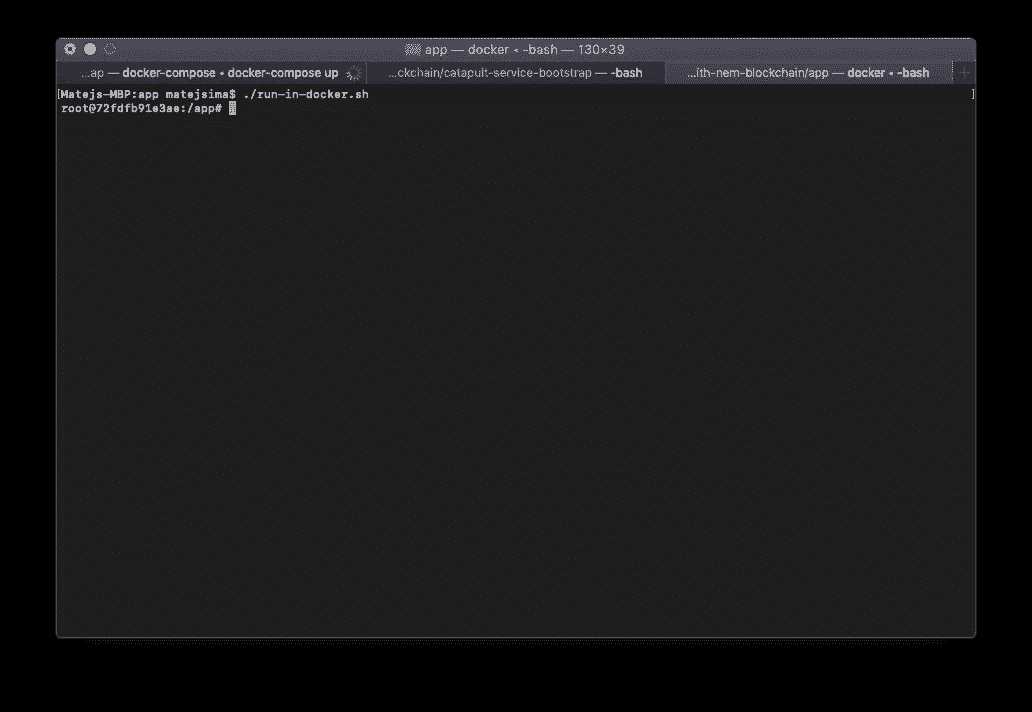 app — docker ◂ -bash — 130×39
...ap — docker-compose ◂ docker-compose up
...ckchain/catapult-service-bootstrap — -bash
...ith-nem-blockchain/app — docker ◂ -bash
+
[Matejs-MBP:app matejsima$ ./run-in-docker.sh ]
root@72fdfb91e3ae:/app#